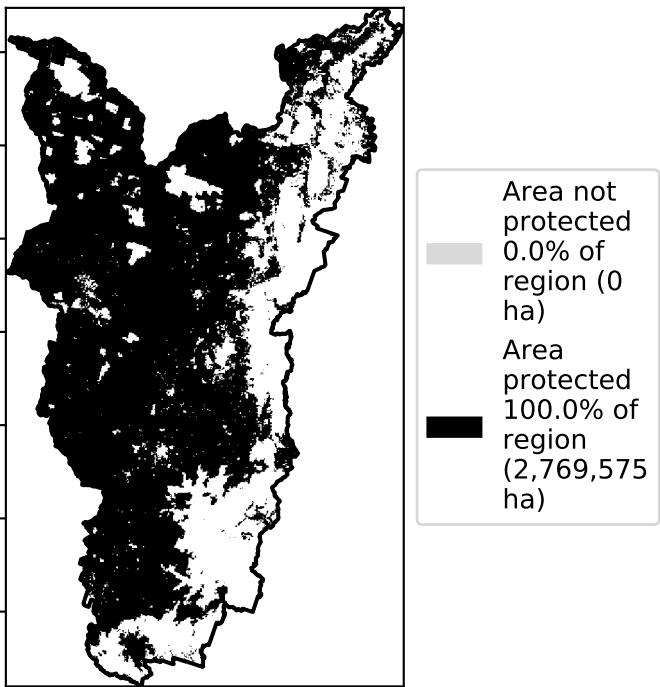 Area not
protected
0.0% of
region (0
ha)
Area
protected
100.0% of
region
(2,769,575
ha)